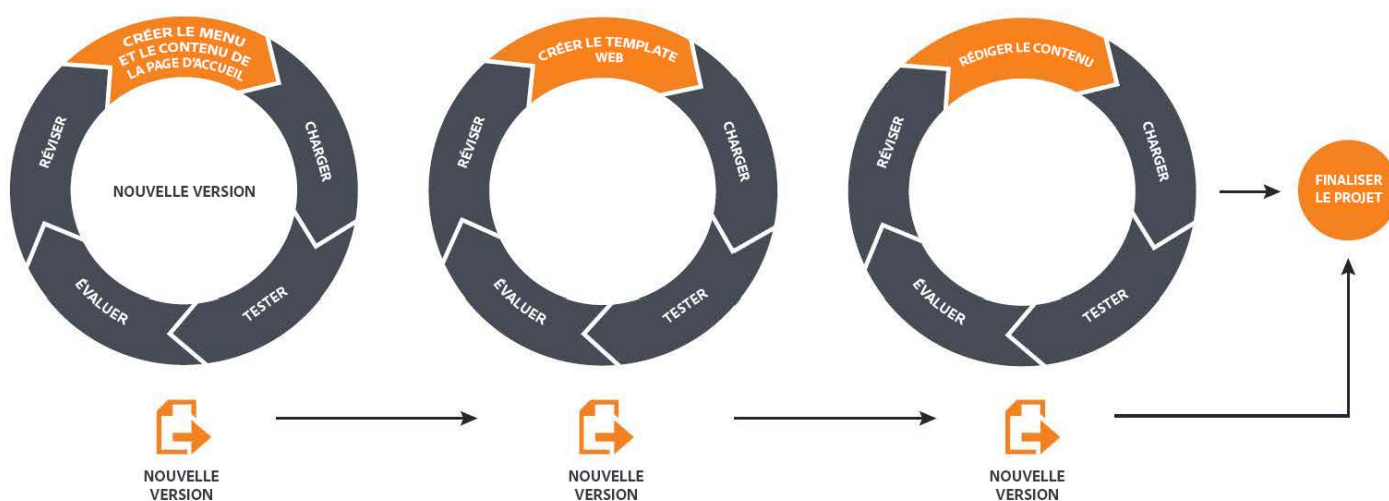 CRÉER LE MENU
ET LE CONTENU DE
LA PAGE D'ACCUEIL
CHARGER
TESTER
ÉVALUER
RÉVISER
NOUVELLE VERSION
CRÉER LE TEMPLATE
WEB
CHARGER
TESTER
ÉVALUER
RÉVISER
RÉDIGER LE CONTENU
CHARGER
TESTER
ÉVALUER
RÉVISER
FINALISER
LE PROJET
NOUVELLE
VERSION
NOUVELLE
VERSION
NOUVELLE
VERSION